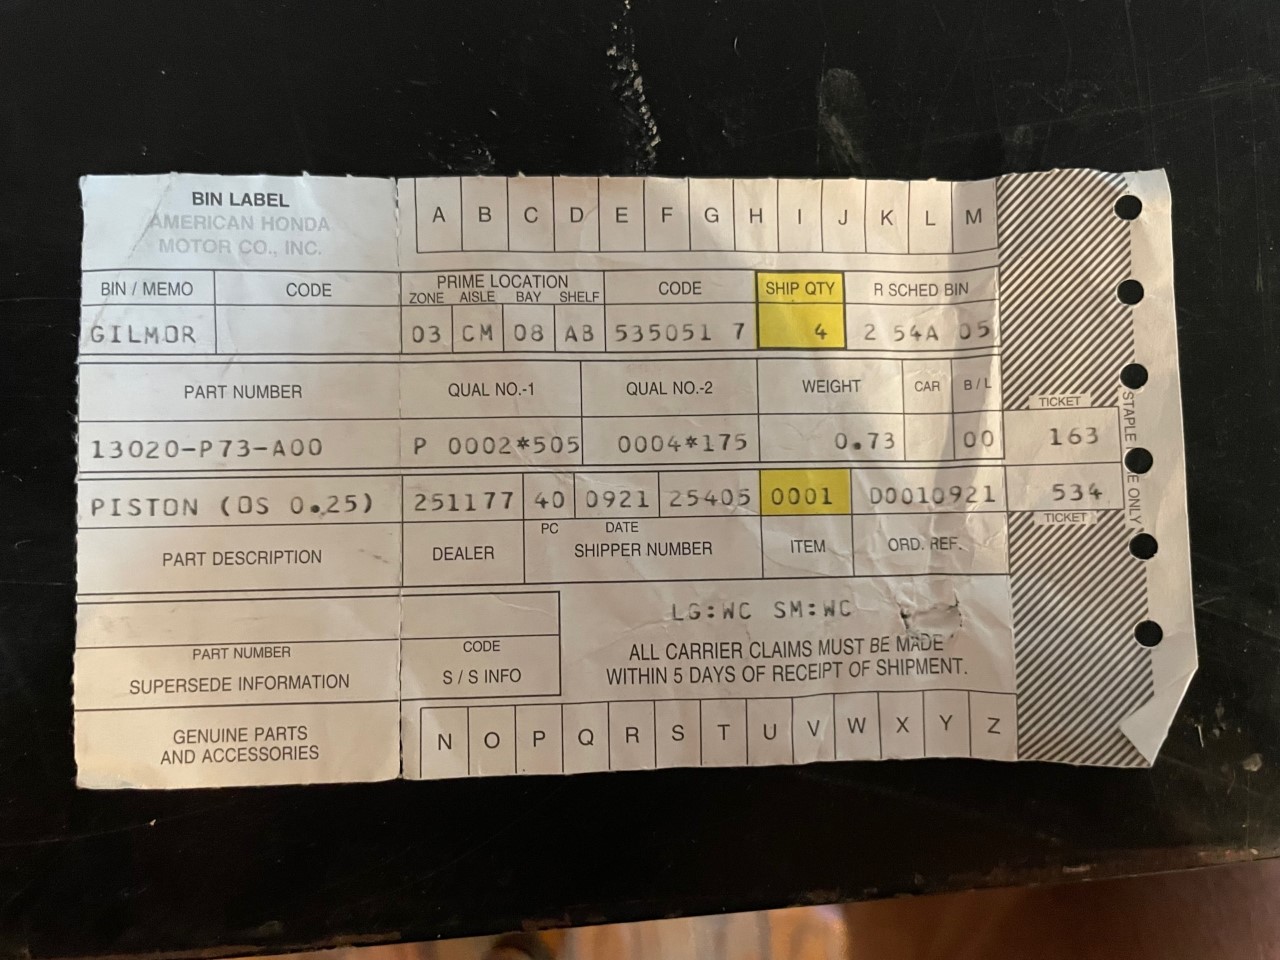 BIN LABEL
AMERICAN HONDA
MOTOR CO., INC.
A B C D E F G H I J K L M
BIN / MEMO CODE PRIME LOCATION CODE SHIP QTY R SCHED BIN
ZONE AISLE BAY SHELF
GILMOR 03 CM 08 AB 535051 7 4 2 54A 05
PART NUMBER QUAL NO.-1 QUAL NO.-2 WEIGHT CAR B / L
TICKET
13020-P73-A00 P 0002*505 0004*175 0.73 00 163
PISTON (OS 0.25) 251177 40 0921 25405 0001 D0010921 534
TICKET
PART DESCRIPTION DEALER PC DATE
SHIPPER NUMBER ITEM ORD. REF.
STAPLE E ONLY
LG:WC SM:WC
PART NUMBER CODE ALL CARRIER CLAIMS MUST BE MADE
SUPERSEDE INFORMATION S / S INFO WITHIN 5 DAYS OF RECEIPT OF SHIPMENT.
GENUINE PARTS
AND ACCESSORIES
N O P Q R S T U V W X Y Z